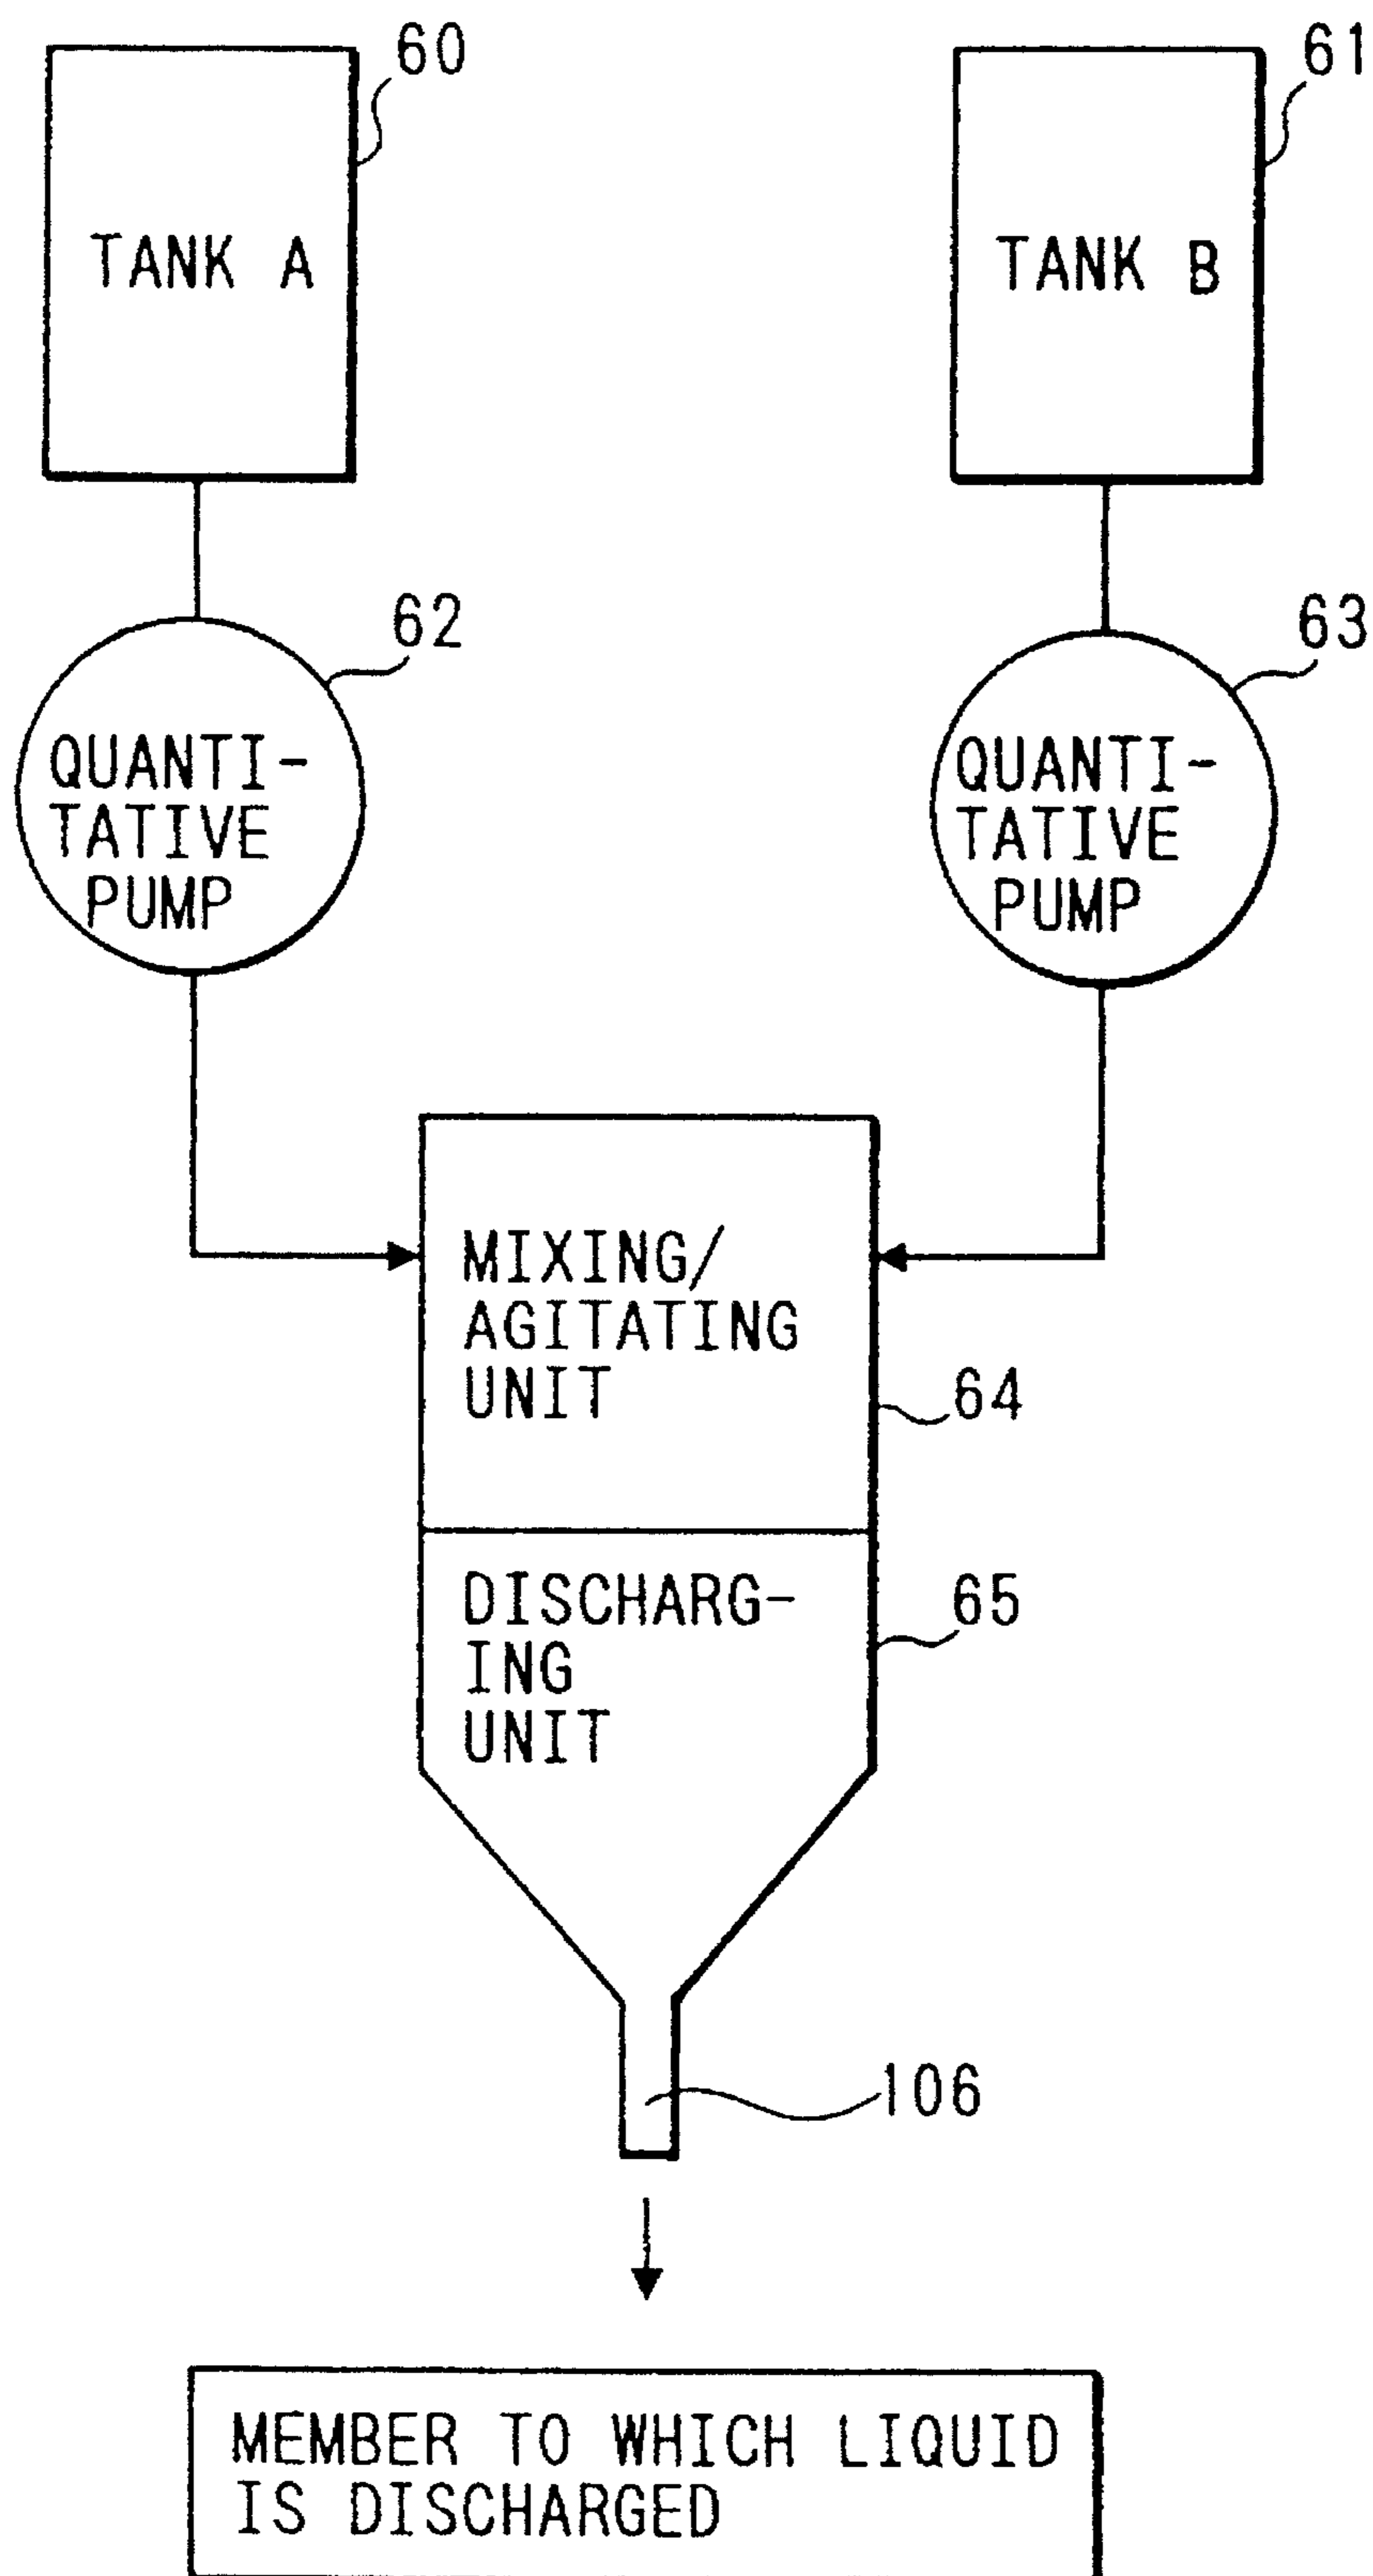 60
61
TANK A
TANK B
62
63
QUANTI-
TATIVE
PUMP
QUANTI-
TATIVE
PUMP
MIXING/
AGITATING
UNIT
64
DISCHARG-
ING
UNIT
65
106
MEMBER TO WHICH LIQUID
IS DISCHARGED